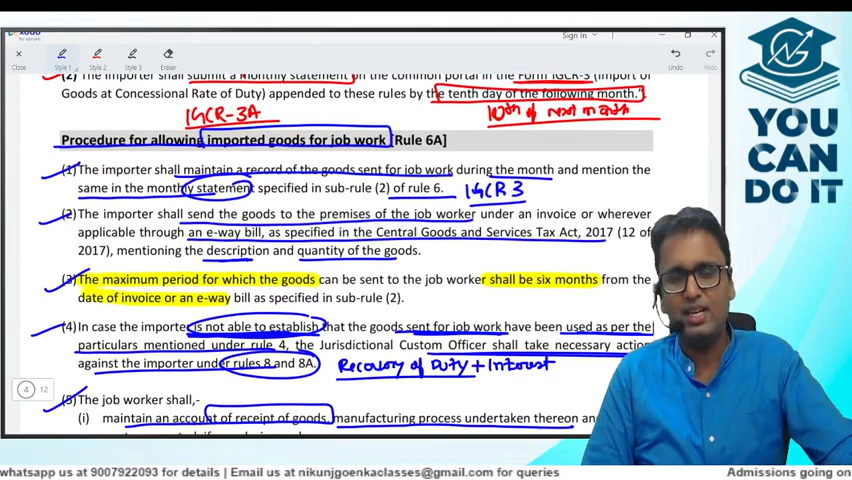 Sign In
Close
Style 1
Style 2
Style 3
Eraser
Undo
Redo
(2) The importer shall submit a Monthly statement on the common portal in the Form IGCR-3 (Import of
Goods at Concessional Rate of Duty) appended to these rules by the tenth day of the following month."
IGCR-3A
10th of next month
Procedure for allowing imported goods for job work [Rule 6A]
(1) The importer shall maintain a record of the goods sent for job work during the month and mention the
same in the monthly statement specified in sub-rule (2) of rule 6.
IGCR 3
(2) The importer shall send the goods to the premises of the job worker under an invoice or wherever
applicable through an e-way bill, as specified in the Central Goods and Services Tax Act, 2017 (12 of
2017), mentioning the description and quantity of the goods.
(3) The maximum period for which the goods can be sent to the job worker shall be six months from the
date of invoice or an e-way bill as specified in sub-rule (2).
(4) In case the importer is not able to establish that the goods sent for job work have been used as per the
particulars mentioned under rule 4, the Jurisdictional Custom Officer shall take necessary action
against the importer under rules 8 and 8A.
Recovery of Duty + Interest
4 12
(5) The job worker shall,-
(i) maintain an account of receipt of goods, manufacturing process undertaken thereon and
YOU
CAN
DO IT
whatsapp us at 9007922093 for details | Email us at nikunjgoenkaclasses@gmail.com for queries
Admissions going on